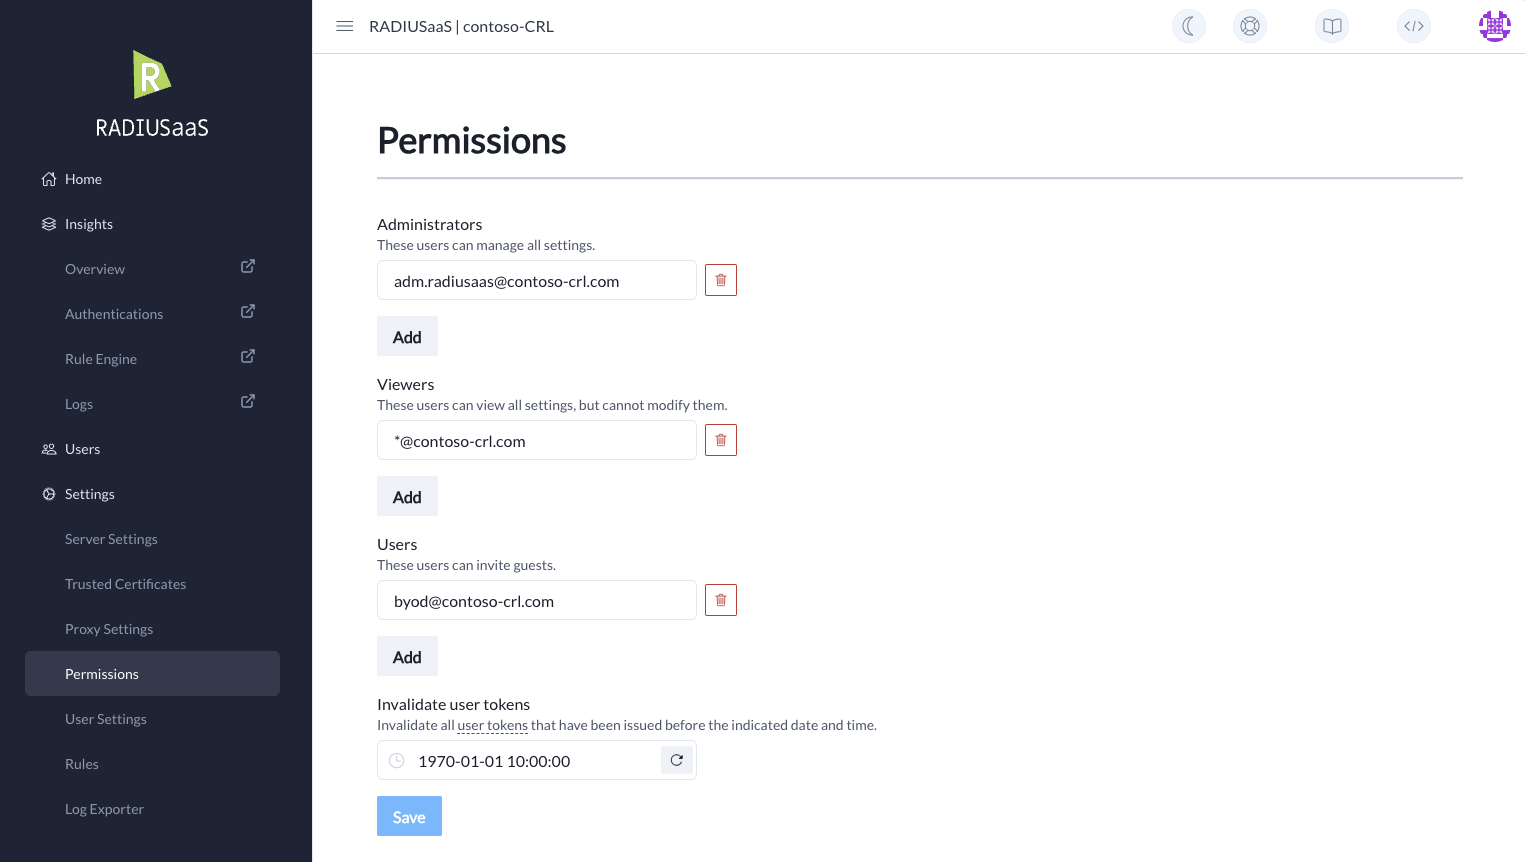 RADIUSaaS | contoso-CRL
R
RADIUSaaS
Home
Insights
Overview
Authentications
Rule Engine
Logs
Users
Settings
Server Settings
Trusted Certificates
Proxy Settings
Permissions
User Settings
Rules
Log Exporter
Permissions
Administrators
These users can manage all settings.
adm.radiusaas@contoso-crl.com
Add
Viewers
These users can view all settings, but cannot modify them.
*@contoso-crl.com
Add
Users
These users can invite guests.
byod@contoso-crl.com
Add
Invalidate user tokens
Invalidate all user tokens that have been issued before the indicated date and time.
1970-01-01 10:00:00
Save